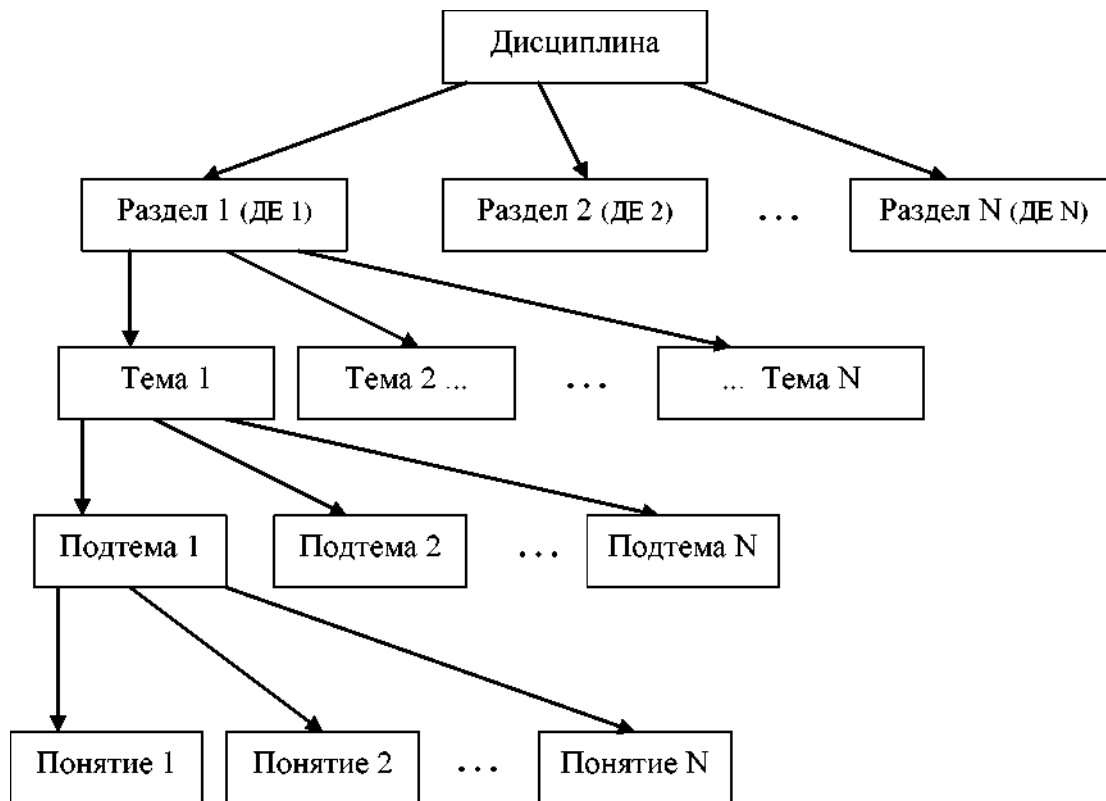 Дисциплина
Раздел 1 (ДЕ 1) Раздел 2 (ДЕ 2) ... Раздел N (ДЕ N)
Тема 1 Тема 2 ... ... ... Тема N
Подтема 1 Подтема 2 ... Подтема N
Понятие 1 Понятие 2 ... Понятие N